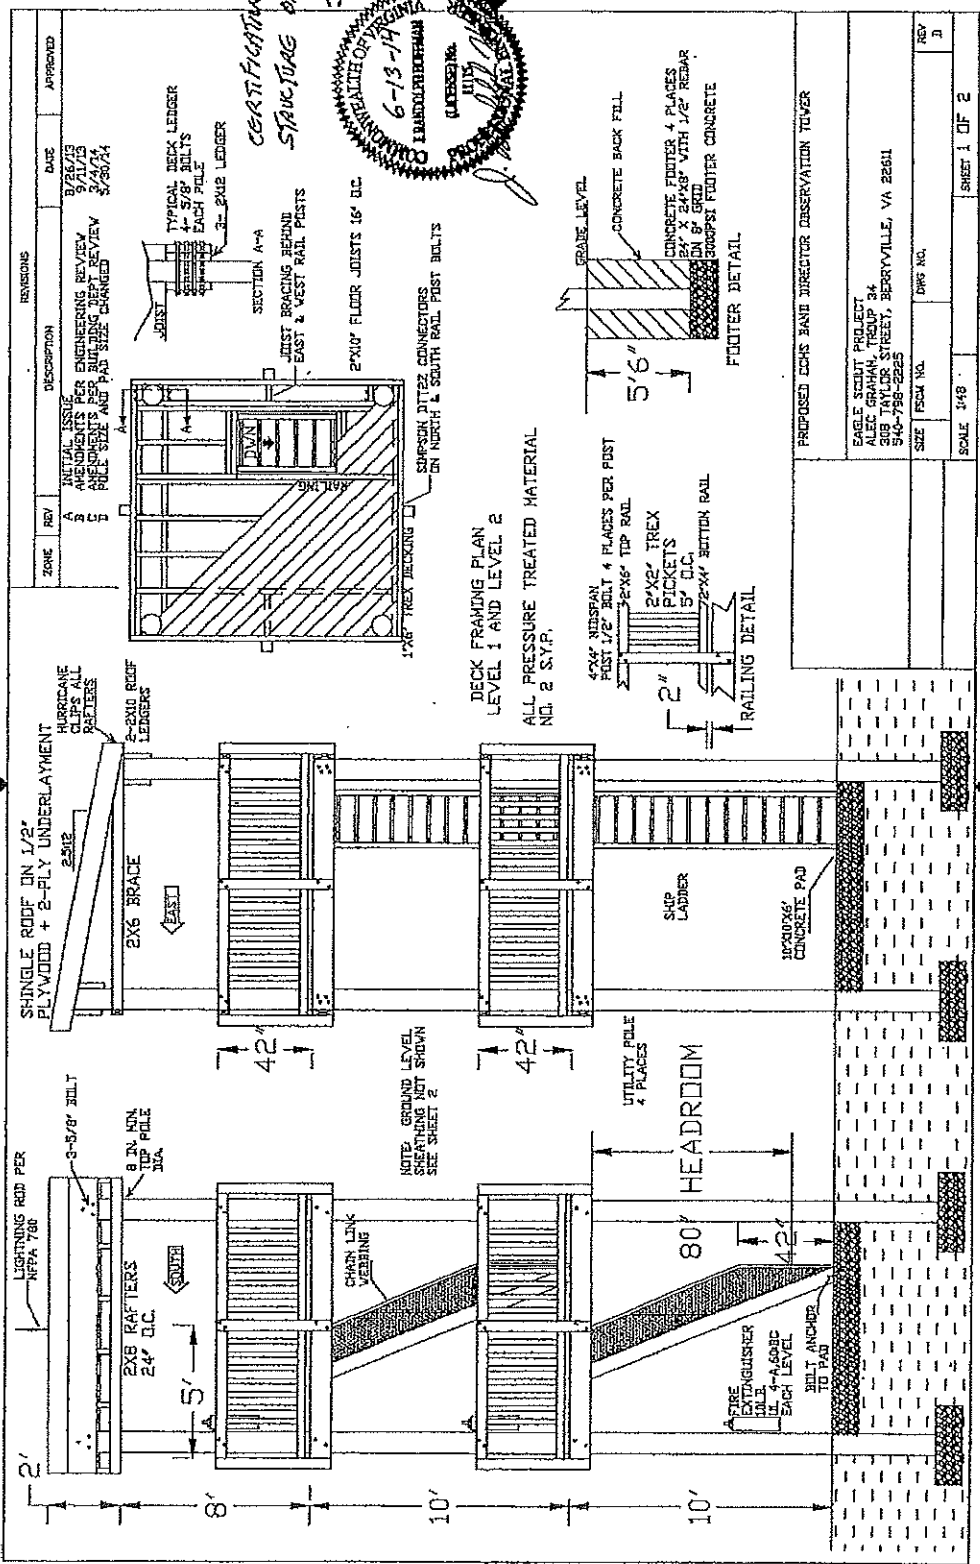 REVISIONS
ZONE REV DESCRIPTION DATE APPROVED
A INITIAL ISSUE 8/26/13
B AMENDMENTS PER ENGINEERING REVIEW 9/11/13
C AMENDMENTS PER BUILDING DEPT REVIEW 3/4/14
D POLE SIZE AND PAD SIZE CHANGED 5/30/14
LIGHTNING ROD PER
NFPA 780
2'
3-5/8" BOLT
8 IN. MIN.
TOP POLE
DIA.
2X8 RAFTERS
24" O.C.
SOUTH
5'
8'
10'
10'
CHAIN LINK
WEBBING
NOTE: GROUND LEVEL
SHEATHING NOT SHOWN
SEE SHEET 2
FIRE
EXTINGUISHER
10LB.
UL 4-A,60BC
EACH LEVEL
BOLT ANCHOR
TO PAD
42"
80" HEADROOM
UTILITY POLE
4 PLACES
SHINGLE ROOF ON 1/2"
PLYWOOD + 2-PLY UNDERLAYMENT
HURRICANE
CLIPS ALL
RAFTERS
2-2X10 ROOF
LEDGERS
2X6 BRACE
EAST
42"
42"
SHIP
LADDER
CONCRETE PAD
JOIST
TYPICAL DECK LEDGER
4- 5/8" BOLTS
EACH POLE
3- 2X12 LEDGER
SECTION A-A
A
A
DWN
RAILING
JOIST BRACING BEHIND
EAST & WEST RAIL POSTS
2"X10" FLOOR JOISTS 16" O.C.
SIMPSON DTT2Z CONNECTORS
ON NORTH & SOUTH RAIL POST BOLTS
1"X6" TREX DECKING
DECK FRAMING PLAN
LEVEL 1 AND LEVEL 2
ALL PRESSURE TREATED MATERIAL
NO. 2 S.Y.P.
4"X4" MIDSPAN
POST 1/2" BOLT 4 PLACES PER POST
2"X6" TOP RAIL
2"X2" TREX
PICKETS
5" O.C.
2"X4" BOTTOM RAIL
2"
RAILING DETAIL
GRADE LEVEL
CONCRETE BACK FILL
5'6"
CONCRETE FOOTER 4 PLACES
24" X 24"X8" WITH 1/2" REBAR
ON 8" GRID
3000PSI FOOTER CONCRETE
FOOTER DETAIL
STRUCTURE
COMMONWEALTH OF VIRGINIA
6-13-14
PROPOSED CCHS BAND DIRECTOR OBSERVATION TOWER
EAGLE SCOUT PROJECT
ALEC GRAHAM, TROOP 34
308 TAYLOR STREET, BERRYVILLE, VA 22611
540-798-2225
SIZE FSCM NO. DWG NO. REV
D
SCALE 1:48 SHEET 1 OF 2